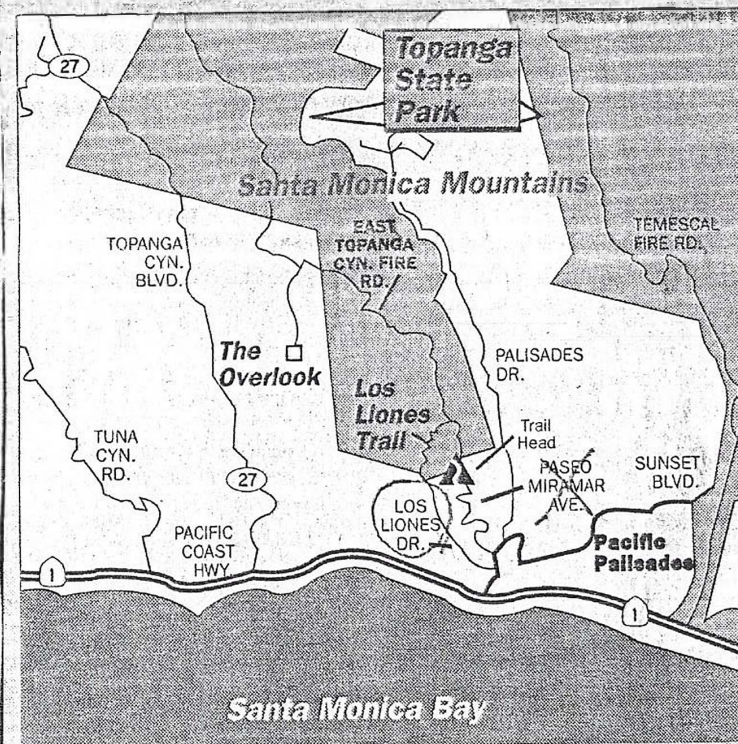 27
Topanga
State
Park
Santa Monica Mountains
TOPANGA
CYN.
BLVD.
EAST
TOPANGA
CYN. FIRE
RD.
TEMESCAL
FIRE RD.
The
Overlook
PALISADES
DR.
Los
Liones
Trail
Trail
Head
TUNA
CYN.
RD.
27
PASEO
MIRAMAR
AVE.
SUNSET
BLVD.
LOS
LIONES
DR.
PACIFIC
COAST
HWY
Pacific
Palisades
1
1
Santa Monica Bay